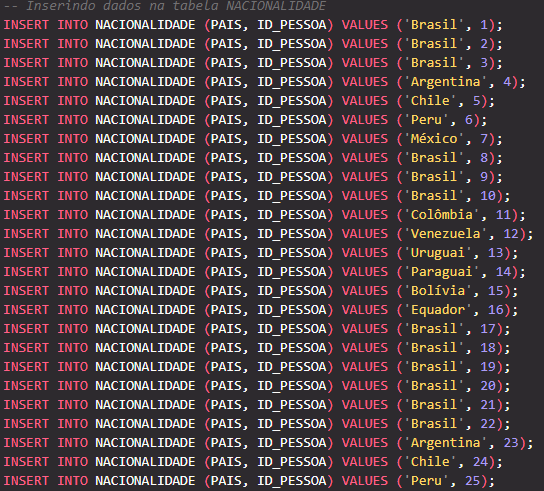 -- Inserindo dados na tabela NACIONALIDADE
INSERT INTO NACIONALIDADE (PAIS, ID_PESSOA) VALUES ('Brasil', 1);
INSERT INTO NACIONALIDADE (PAIS, ID_PESSOA) VALUES ('Brasil', 2);
INSERT INTO NACIONALIDADE (PAIS, ID_PESSOA) VALUES ('Brasil', 3);
INSERT INTO NACIONALIDADE (PAIS, ID_PESSOA) VALUES ('Argentina', 4);
INSERT INTO NACIONALIDADE (PAIS, ID_PESSOA) VALUES ('Chile', 5);
INSERT INTO NACIONALIDADE (PAIS, ID_PESSOA) VALUES ('Peru', 6);
INSERT INTO NACIONALIDADE (PAIS, ID_PESSOA) VALUES ('México', 7);
INSERT INTO NACIONALIDADE (PAIS, ID_PESSOA) VALUES ('Brasil', 8);
INSERT INTO NACIONALIDADE (PAIS, ID_PESSOA) VALUES ('Brasil', 9);
INSERT INTO NACIONALIDADE (PAIS, ID_PESSOA) VALUES ('Brasil', 10);
INSERT INTO NACIONALIDADE (PAIS, ID_PESSOA) VALUES ('Colômbia', 11);
INSERT INTO NACIONALIDADE (PAIS, ID_PESSOA) VALUES ('Venezuela', 12);
INSERT INTO NACIONALIDADE (PAIS, ID_PESSOA) VALUES ('Uruguai', 13);
INSERT INTO NACIONALIDADE (PAIS, ID_PESSOA) VALUES ('Paraguai', 14);
INSERT INTO NACIONALIDADE (PAIS, ID_PESSOA) VALUES ('Bolívia', 15);
INSERT INTO NACIONALIDADE (PAIS, ID_PESSOA) VALUES ('Equador', 16);
INSERT INTO NACIONALIDADE (PAIS, ID_PESSOA) VALUES ('Brasil', 17);
INSERT INTO NACIONALIDADE (PAIS, ID_PESSOA) VALUES ('Brasil', 18);
INSERT INTO NACIONALIDADE (PAIS, ID_PESSOA) VALUES ('Brasil', 19);
INSERT INTO NACIONALIDADE (PAIS, ID_PESSOA) VALUES ('Brasil', 20);
INSERT INTO NACIONALIDADE (PAIS, ID_PESSOA) VALUES ('Brasil', 21);
INSERT INTO NACIONALIDADE (PAIS, ID_PESSOA) VALUES ('Brasil', 22);
INSERT INTO NACIONALIDADE (PAIS, ID_PESSOA) VALUES ('Argentina', 23);
INSERT INTO NACIONALIDADE (PAIS, ID_PESSOA) VALUES ('Chile', 24);
INSERT INTO NACIONALIDADE (PAIS, ID_PESSOA) VALUES ('Peru', 25);